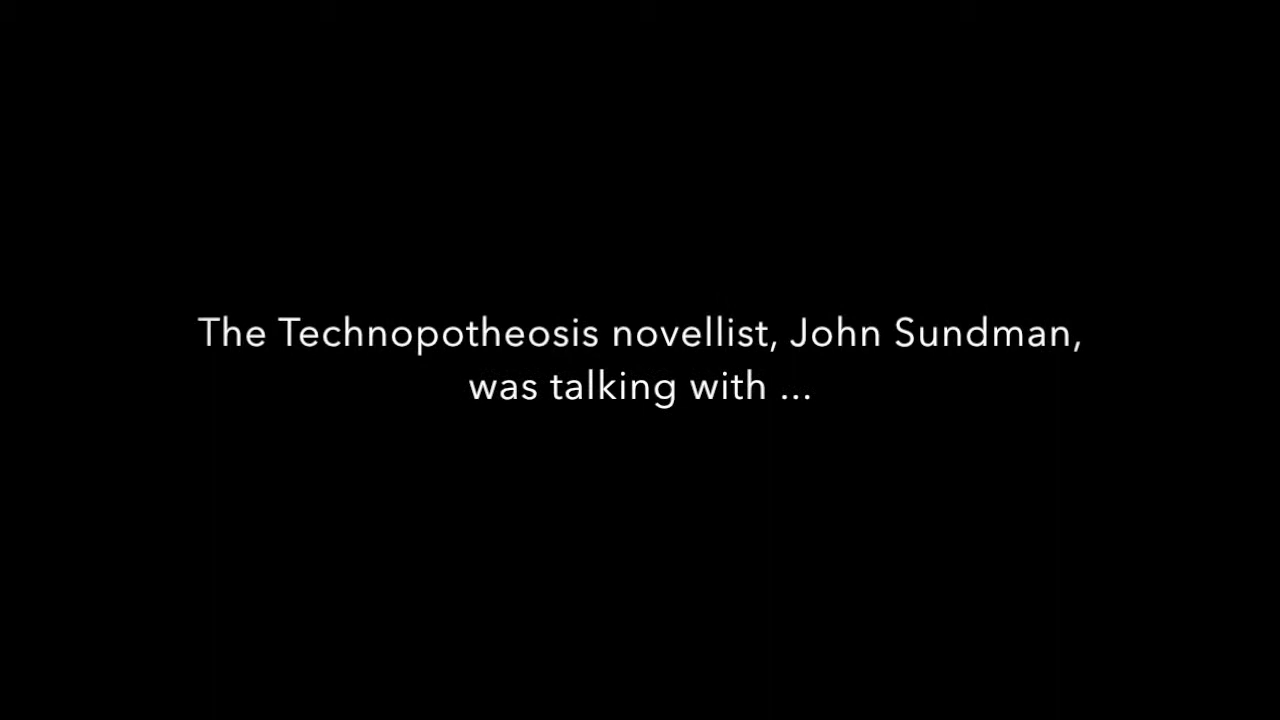 The Technopotheosis novellist, John Sundman,
was talking with ...